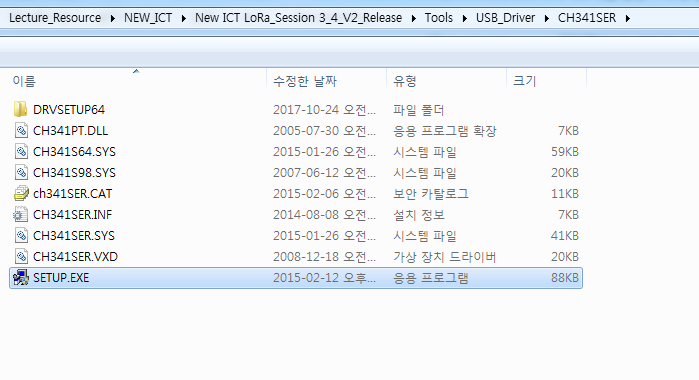 Lecture_Resource ▸ NEW_ICT ▸ New ICT LoRa_Session 3_4_V2_Release ▸ Tools ▸ USB_Driver ▸ CH341SER ▸
이름 수정한 날짜 유형 크기
DRVSETUP64 2017-10-24 오전... 파일 폴더
CH341PT.DLL 2005-07-30 오전... 응용 프로그램 확장 7KB
CH341S64.SYS 2015-01-26 오전... 시스템 파일 59KB
CH341S98.SYS 2007-06-12 오전... 시스템 파일 20KB
ch341SER.CAT 2015-02-06 오전... 보안 카탈로그 11KB
CH341SER.INF 2014-08-08 오전... 설치 정보 7KB
CH341SER.SYS 2015-01-26 오전... 시스템 파일 41KB
CH341SER.VXD 2008-12-18 오전... 가상 장치 드라이버 20KB
SETUP.EXE 2015-02-12 오후... 응용 프로그램 88KB